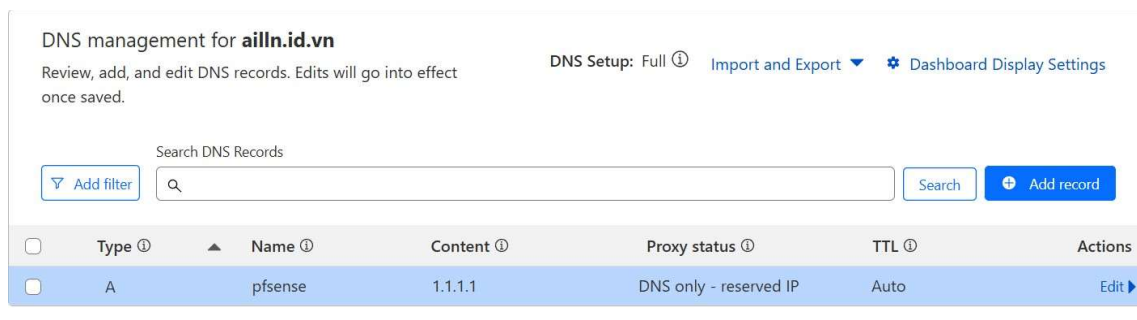 DNS management for ailln.id.vn
Review, add, and edit DNS records. Edits will go into effect
once saved.
DNS Setup: Full
Import and Export
Dashboard Display Settings
Search DNS Records
Add filter
Search
Add record
Type Name Content Proxy status TTL Actions
A pfsense 1.1.1.1 DNS only - reserved IP Auto Edit